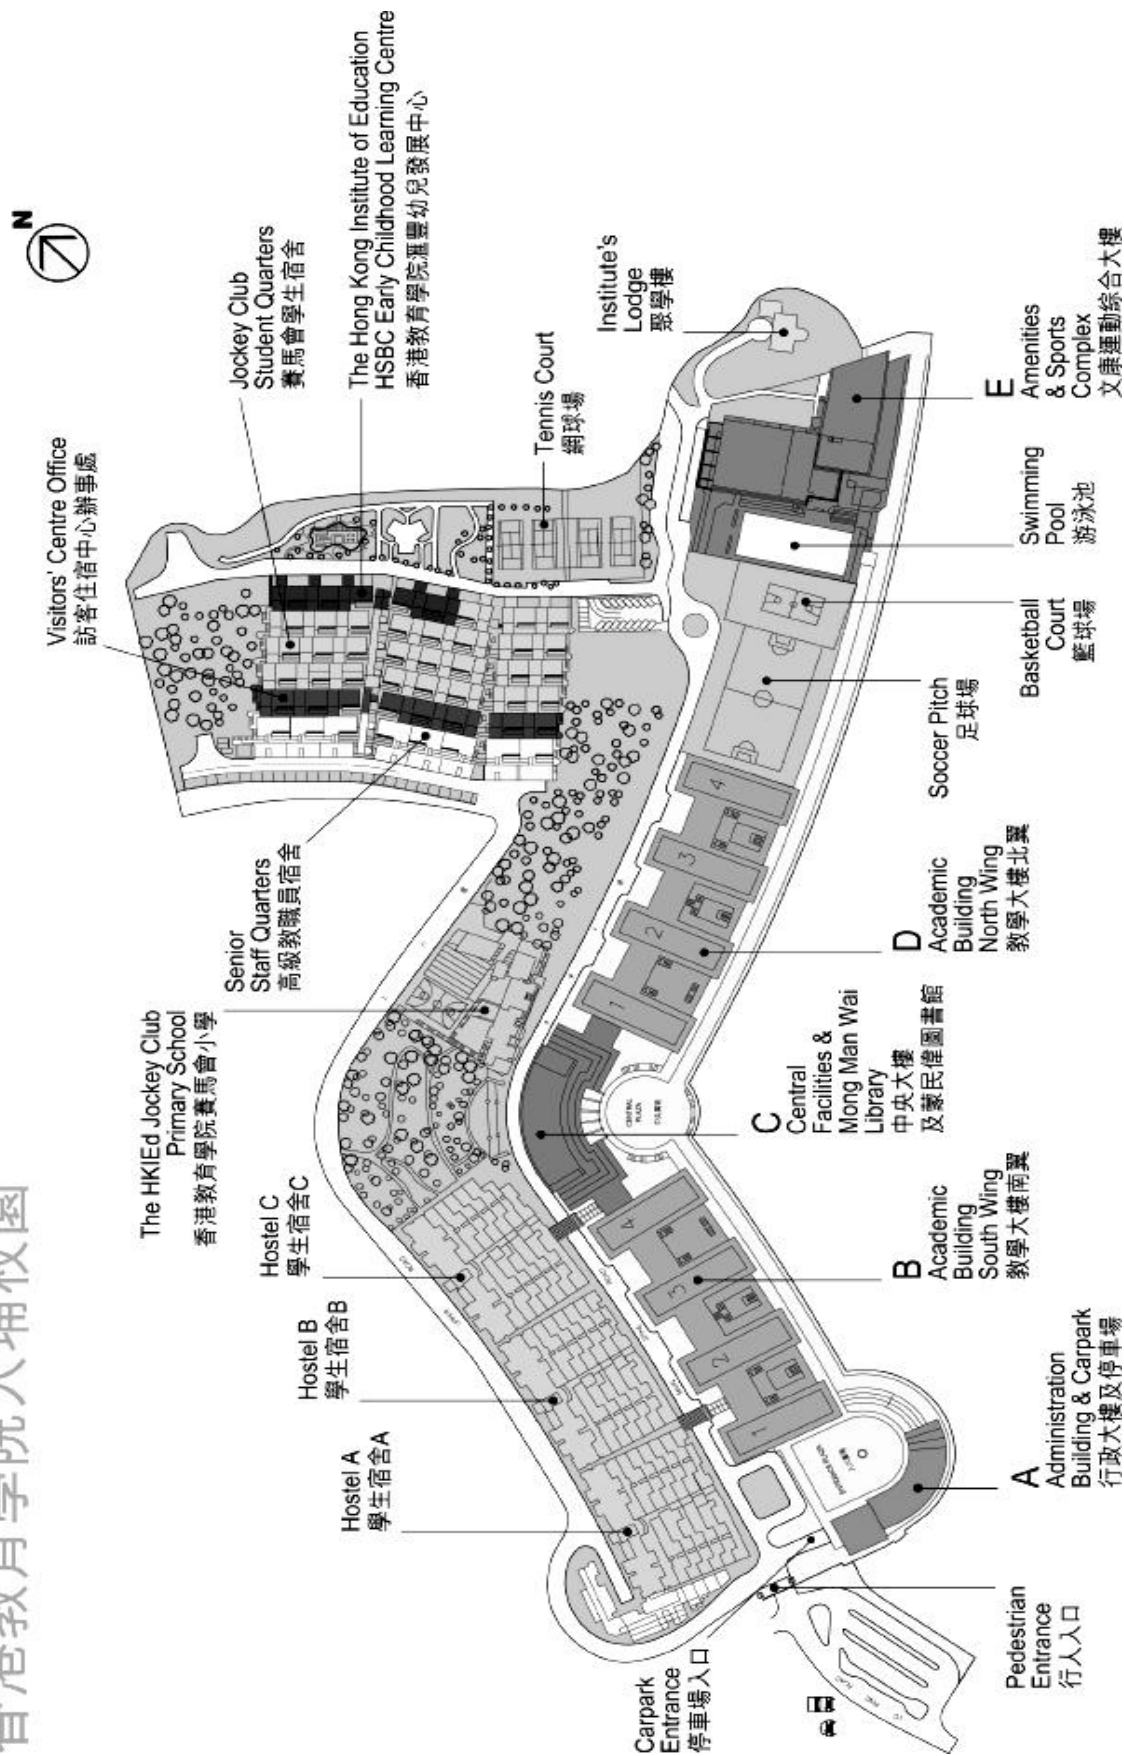 香港教育學院大埔校園
N
Visitors' Centre Office
訪客住宿中心辦事處
Jockey Club
Student Quarters
賽馬會學生宿舍
The Hong Kong Institute of Education
HSBC Early Childhood Learning Centre
香港教育學院滙豐幼兒發展中心
Tennis Court
網球場
Institute's
Lodge
聚學樓
E
Amenities
& Sports
Complex
文康運動綜合大樓
Swimming
Pool
游泳池
Basketball
Court
籃球場
Soccer Pitch
足球場
Senior
Staff Quarters
高級教職員宿舍
The HKIEd Jockey Club
Primary School
香港教育學院賽馬會小學
D
Academic
Building
North Wing
教學大樓北翼
1
2
3
4
C
Central
Facilities &
Mong Man Wai
Library
中央大樓
及蒙民偉圖書館
CENTRAL
PLAZA
Hostel C
學生宿舍C
Hostel B
學生宿舍B
Hostel A
學生宿舍A
B
Academic
Building
South Wing
教學大樓南翼
1
2
3
4
ENTRANCE PLAZA
A
Administration
Building & Carpark
行政大樓及停車場
Pedestrian
Entrance
行人入口
Carpark
Entrance
停車場入口